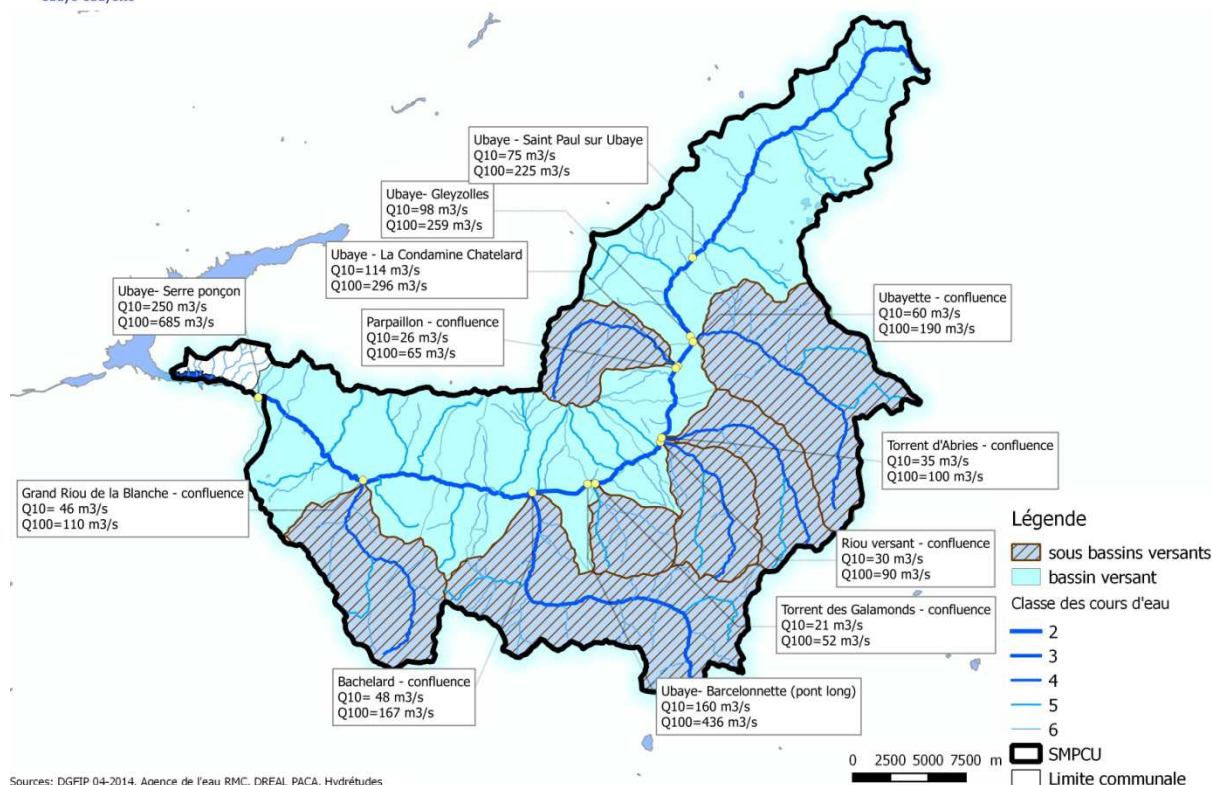 Ubaye - Saint Paul sur Ubaye
Q10=75 m3/s
Q100=225 m3/s
Ubaye- Gleyzolles
Q10=98 m3/s
Q100=259 m3/s
Ubaye - La Condamine Chatelard
Q10=114 m3/s
Q100=296 m3/s
Ubaye- Serre ponçon
Q10=250 m3/s
Q100=685 m3/s
Parpaillon - confluence
Q10=26 m3/s
Q100=65 m3/s
Ubayette - confluence
Q10=60 m3/s
Q100=190 m3/s
Torrent d'Abries - confluence
Q10=35 m3/s
Q100=100 m3/s
Grand Riou de la Blanche - confluence
Q10= 46 m3/s
Q100=110 m3/s
Riou versant - confluence
Q10=30 m3/s
Q100=90 m3/s
Torrent des Galamonds - confluence
Q10=21 m3/s
Q100=52 m3/s
Bachelard - confluence
Q10= 48 m3/s
Q100=167 m3/s
Ubaye- Barcelonnette (pont long)
Q10=160 m3/s
Q100=436 m3/s
Légende
sous bassins versants
bassin versant
Classe des cours d'eau
2
3
4
5
6
SMPCU
Limite communale
0 2500 5000 7500 m
Sources: DGFIP 04-2014, Agence de l'eau RMC, DREAL PACA, Hydrétudes